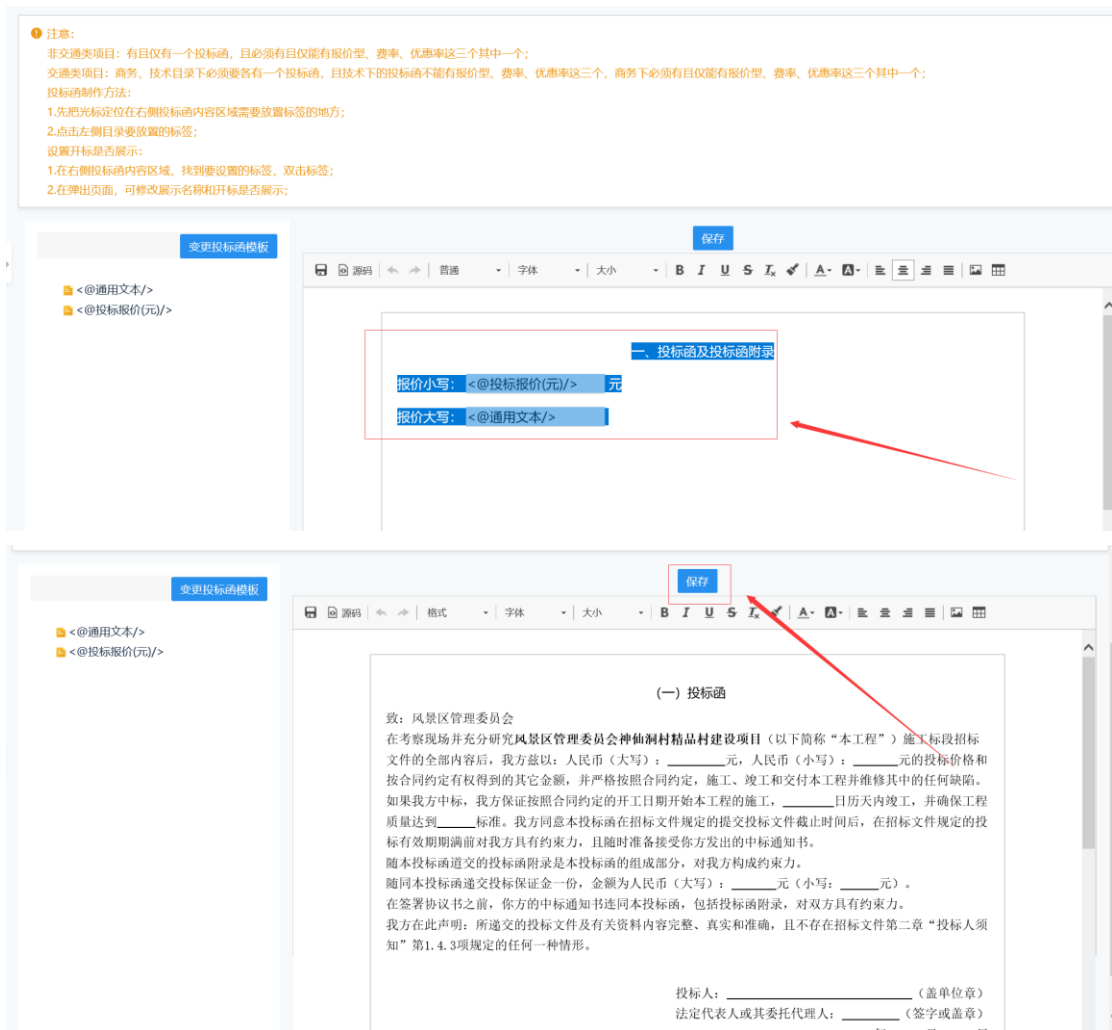 注意：
非交通类项目：有且仅有一个投标函，且必须有且仅能有报价型、费率、优惠率这三个其中一个；
交通类项目：商务、技术目录下必须要各有一个投标函，且技术下的投标函不能有报价型、费率、优惠率这三个，商务下必须有且仅能有报价型、费率、优惠率这三个其中一个；
投标函制作方法：
1.先把光标定位在右侧投标函内容区域需要放置标签的地方；
2.点击左侧目录要放置的标签；
设置开标是否展示：
1.在右侧投标函内容区域，找到要设置的标签，双击标签；
2.在弹出页面，可修改展示名称和开标是否展示；
变更投标函模板
保存
源码 普通 字体 大小 B I U S Ix A A
<@通用文本/>
<@投标报价(元)/>
一、投标函及投标函附录
报价小写： <@投标报价(元)/> 元
报价大写： <@通用文本/>
变更投标函模板
保存
源码 格式 字体 大小 B I U S Ix A A
<@通用文本/>
<@投标报价(元)/>
（一）投标函
致：风景区管理委员会
在考察现场并充分研究风景区管理委员会神仙洞村精品村建设项目（以下简称“本工程”）施工标段招标
文件的全部内容后，我方兹以：人民币（大写）：________元，人民币（小写）：______元的投标价格和
按合同约定有权得到的其它金额，并严格按照合同约定，施工、竣工和交付本工程并维修其中的任何缺陷。
如果我方中标，我方保证按照合同约定的开工日期开始本工程的施工，_______日历天内竣工，并确保工程
质量达到_____标准。我方同意本投标函在招标文件规定的提交投标文件截止时间后，在招标文件规定的投
标有效期期满前对我方具有约束力，且随时准备接受你方发出的中标通知书。
随本投标函道交的投标函附录是本投标函的组成部分，对我方构成约束力。
随同本投标函递交投标保证金一份，金额为人民币（大写）：______元（小写：_____元）。
在签署协议书之前，你方的中标通知书连同本投标函，包括投标函附录，对双方具有约束力。
我方在此声明：所递交的投标文件及有关资料内容完整、真实和准确，且不存在招标文件第二章“投标人须
知”第1.4.3项规定的任何一种情形。
投标人：__________________________（盖单位章）
法定代表人或其委托代理人：________（签字或盖章）